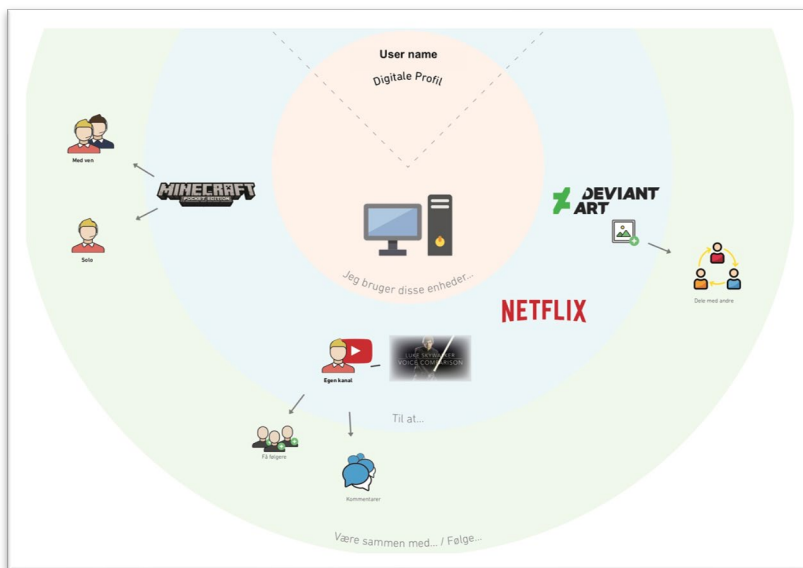 User name
Digitale Profil
Med ven
MINECRAFT
POCKET EDITION
Solo
DEVIANT
ART
Dele med andre
Jeg bruger disse enheder...
NETFLIX
LUKE SKYWALKER
VOICE COMPARISON
Egen kanal
Til at...
Få følgere
Kommentarer
Være sammen med... / Følge...